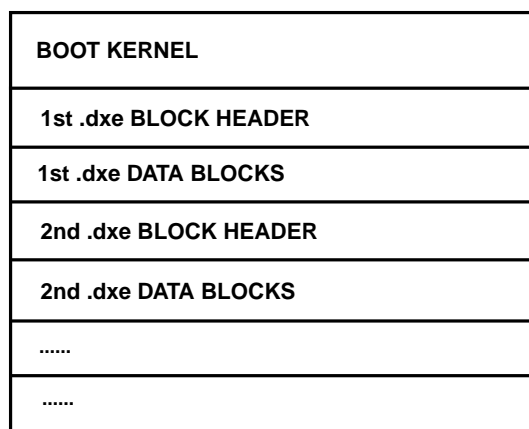 BOOT KERNEL
1st .dxe BLOCK HEADER
1st .dxe DATA BLOCKS
2nd .dxe BLOCK HEADER
2nd .dxe DATA BLOCKS
......
......